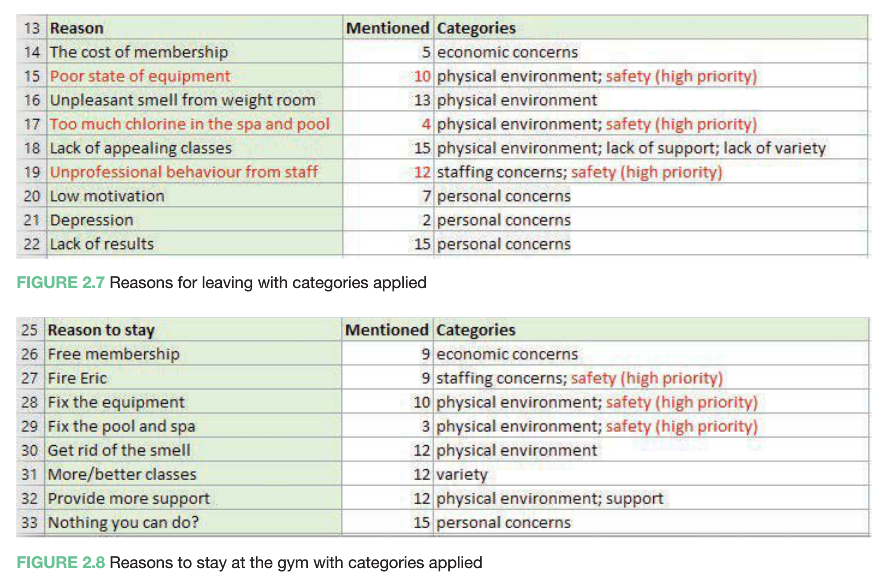 13 Reason Mentioned Categories
14 The cost of membership 5 economic concerns
15 Poor state of equipment 10 physical environment; safety (high priority)
16 Unpleasant smell from weight room 13 physical environment
17 Too much chlorine in the spa and pool 4 physical environment; safety (high priority)
18 Lack of appealing classes 15 physical environment; lack of support; lack of variety
19 Unprofessional behaviour from staff 12 staffing concerns; safety (high priority)
20 Low motivation 7 personal concerns
21 Depression 2 personal concerns
22 Lack of results 15 personal concerns
FIGURE 2.7 Reasons for leaving with categories applied
25 Reason to stay Mentioned Categories
26 Free membership 9 economic concerns
27 Fire Eric 9 staffing concerns; safety (high priority)
28 Fix the equipment 10 physical environment; safety (high priority)
29 Fix the pool and spa 3 physical environment; safety (high priority)
30 Get rid of the smell 12 physical environment
31 More/better classes 12 variety
32 Provide more support 12 physical environment; support
33 Nothing you can do? 15 personal concerns
FIGURE 2.8 Reasons to stay at the gym with categories applied